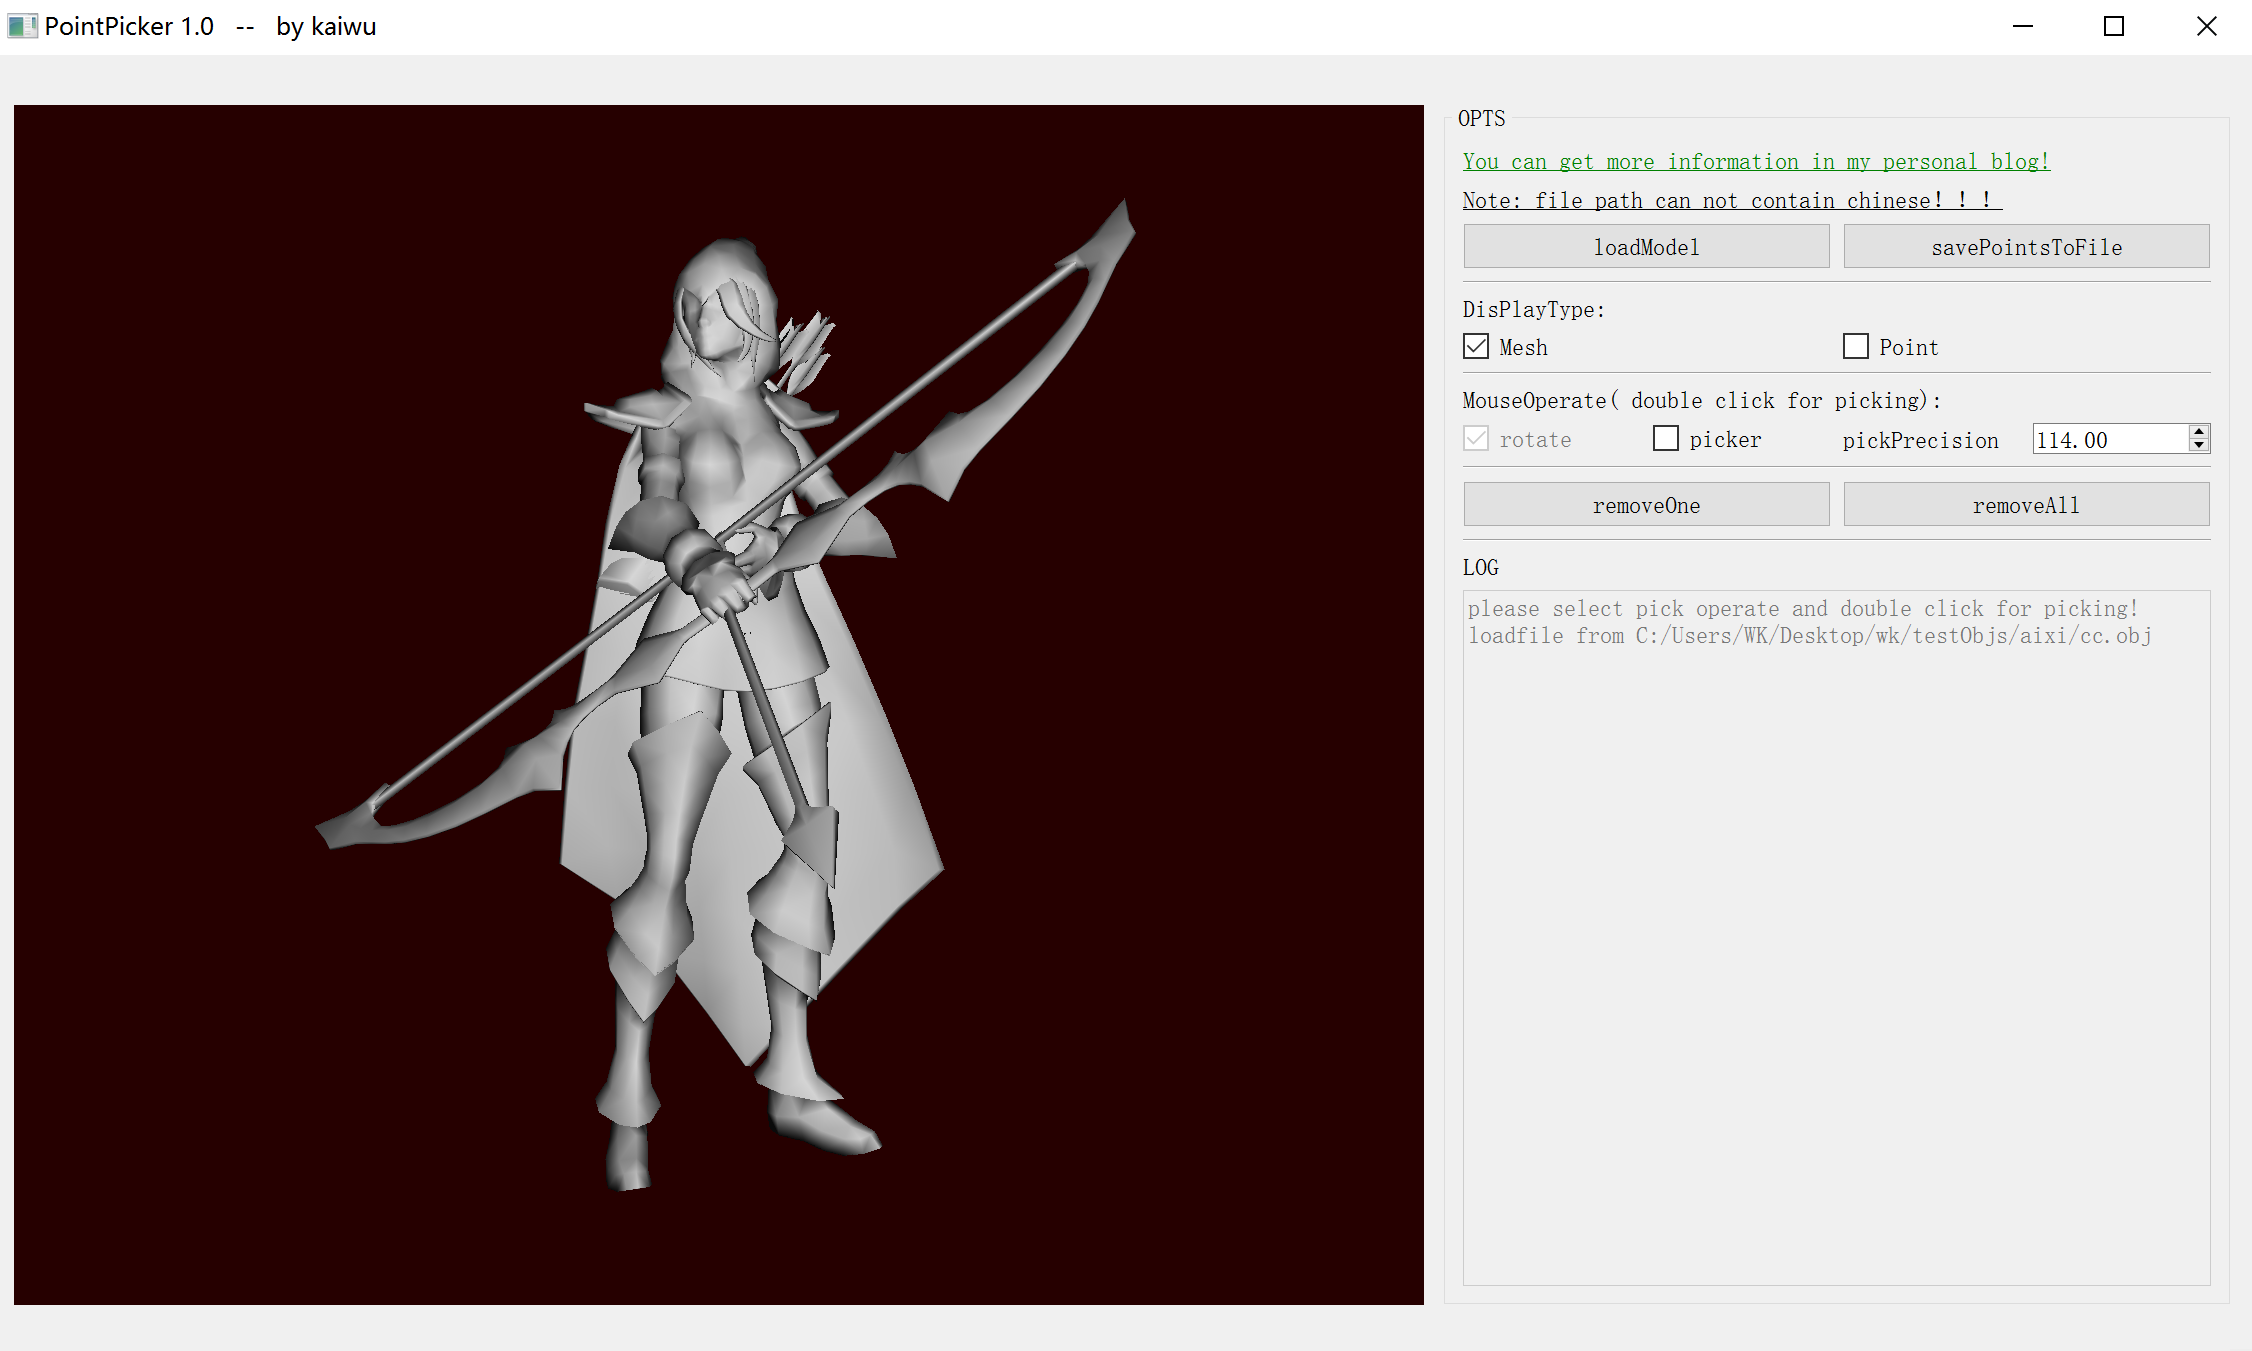 PointPicker 1.0 -- by kaiwu
OPTS
You can get more information in my personal blog!
Note: file path can not contain chinese！！！
loadModel savePointsToFile
DisPlayType:
Mesh Point
MouseOperate( double click for picking):
rotate picker pickPrecision 114.00
removeOne removeAll
LOG
please select pick operate and double click for picking!
loadfile from C:/Users/WK/Desktop/wk/testObjs/aixi/cc.obj